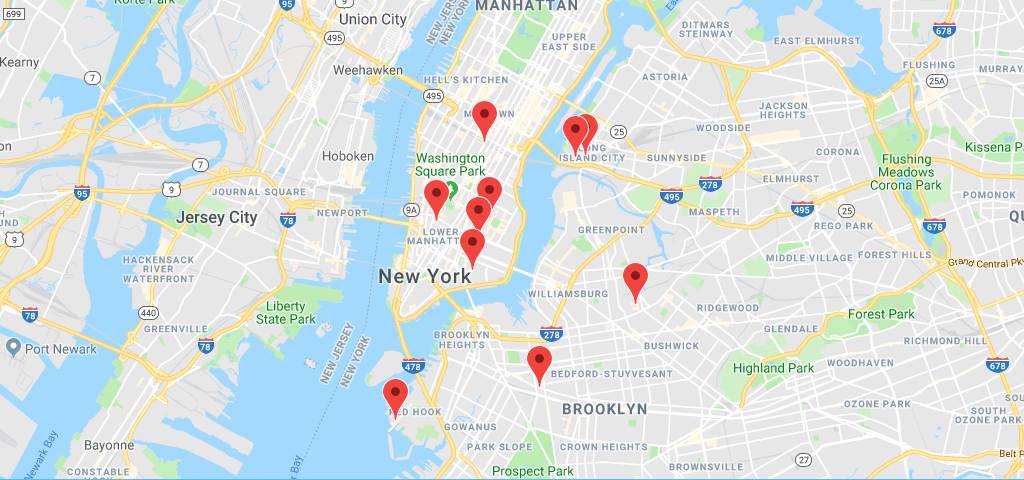 Korte Park
699
95
Union City
9
NEW JERSEY
NEW YORK
MANHATTAN
UPPER
EAST SIDE
DITMARS
STEINWAY
EAST ELMHURST
678
495
Kearny
7
Weehawken
HELL'S KITCHEN
ASTORIA
FLUSHING
25A
MURRAY
495
JACKSON
HEIGHTS
25
WOODSIDE
Hoboken
Washington
Square Park
ISLAND CITY
SUNNYSIDE
CORONA
Kissena P
Flushing
Meadows
Corona Park
7
9
95
JOURNAL SQUARE
ELMHURST
278
495
POMONOK
Jersey City
78
NEWPORT
9A
MASPETH
495
25
REGO PARK
678
9
LOWER
MANHATT
GREENPOINT
HACKENSACK
RIVER
WATERFRONT
New York
MIDDLE VILLAGE
FOREST HILLS
Grand Central Pkwy
WILLIAMSBURG
RIDGEWOOD
Liberty
State Park
440
78
GREENVILLE
Forest Park
GLENDALE
BROOKLYN
HEIGHTS
278
BUSHWICK
RICHMOND HILL
Port Newark
78
NEW JERSEY
NEW YORK
478
BEDFORD-STUYVESANT
Highland Park
WOODHAVEN
678
RED HOOK
BROOKLYN
OZONE PARK
SOUTH
OZONE PARK
GOWANUS
Bayonne
PARK SLOPE
CROWN HEIGHTS
27
Belt P
Newark Bay
CONSTABLE
HOOK
Bay
Prospect Park
BROWNSVILLE